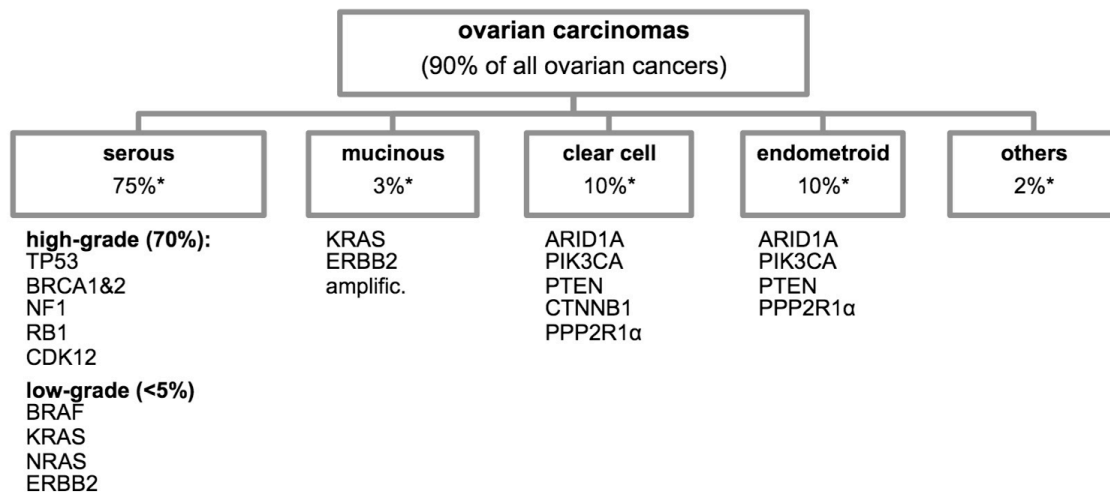 ovarian carcinomas
(90% of all ovarian cancers)
serous
75%*
mucinous
3%*
clear cell
10%*
endometroid
10%*
others
2%*
high-grade (70%):
TP53
BRCA1&2
NF1
RB1
CDK12
low-grade (<5%)
BRAF
KRAS
NRAS
ERBB2
KRAS
ERBB2
amplific.
ARID1A
PIK3CA
PTEN
CTNNB1
PPP2R1α
ARID1A
PIK3CA
PTEN
PPP2R1α